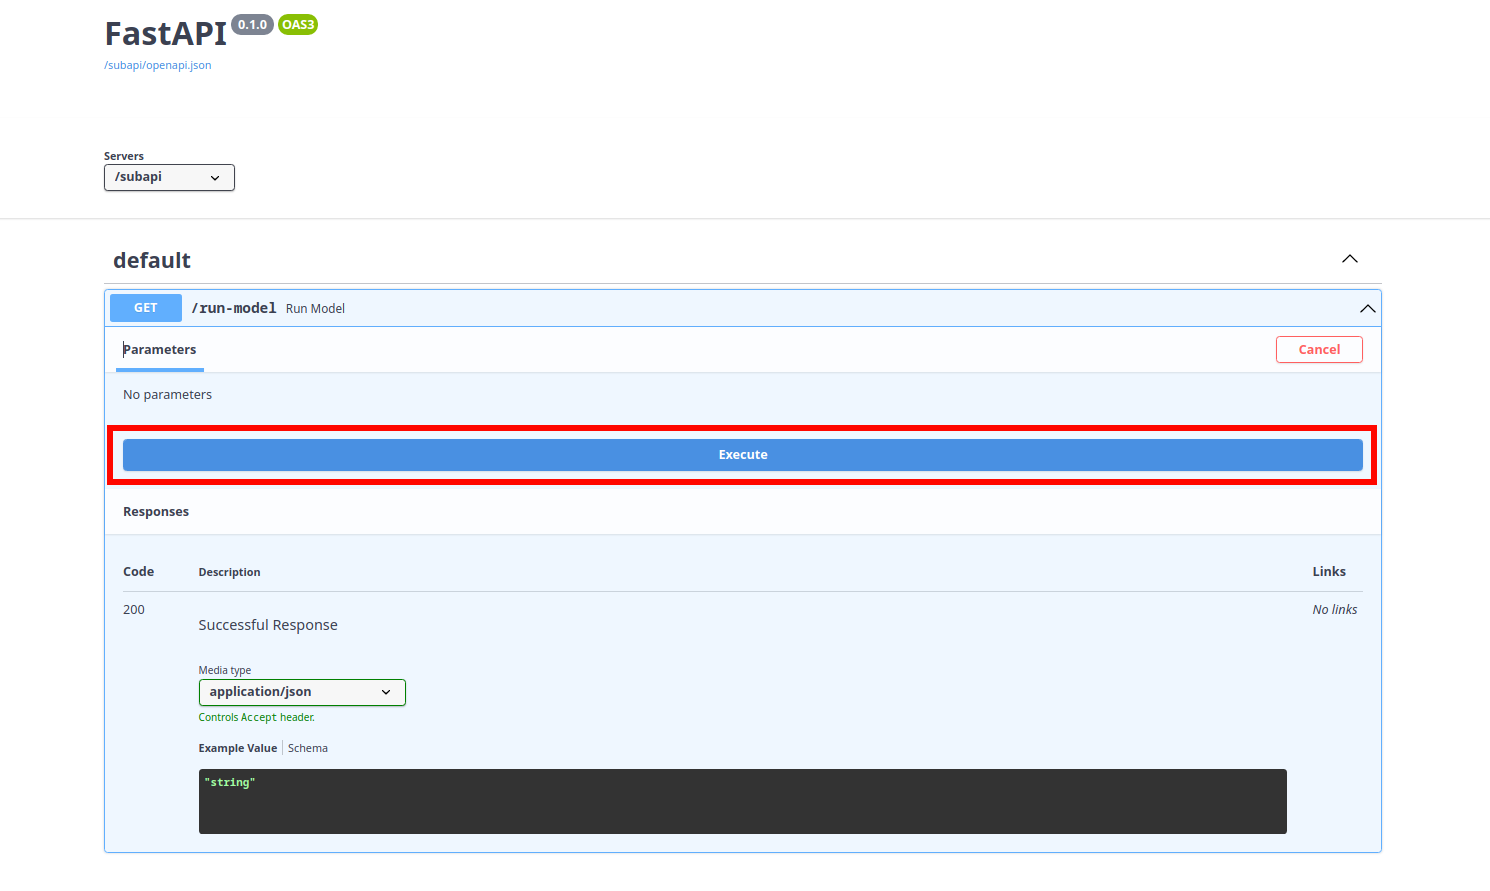 FastAPI 0.1.0 OAS3
/subapi/openapi.json
Servers
/subapi
default
GET /run-model Run Model
Parameters Cancel
No parameters
Execute
Responses
Code Description Links
200 No links
Successful Response
Media type
application/json
Controls Accept header.
Example Value Schema
"string"